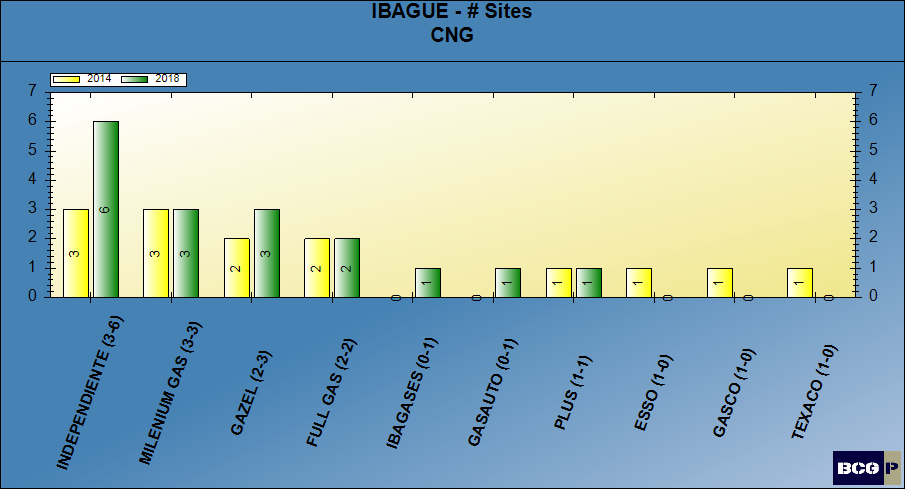 IBAGUE - # Sites
CNG
2014 2018
7 7
6 6
5 5
4 4
3 3
2 2
1 1
0 0
3 6 3 3 2 3 2 2 0 1 0 1 1 1 1 0 1 0 1 0
INDEPENDIENTE (3-6)
MILENIUM GAS (3-3)
GAZEL (2-3)
FULL GAS (2-2)
IBAGASES (0-1)
GASAUTO (0-1)
PLUS (1-1)
ESSO (1-0)
GASCO (1-0)
TEXACO (1-0)
BCG P